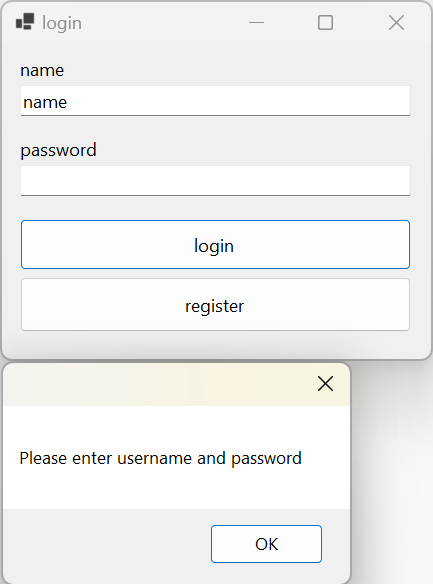 login
name
name
password
login
register
Please enter username and password
OK